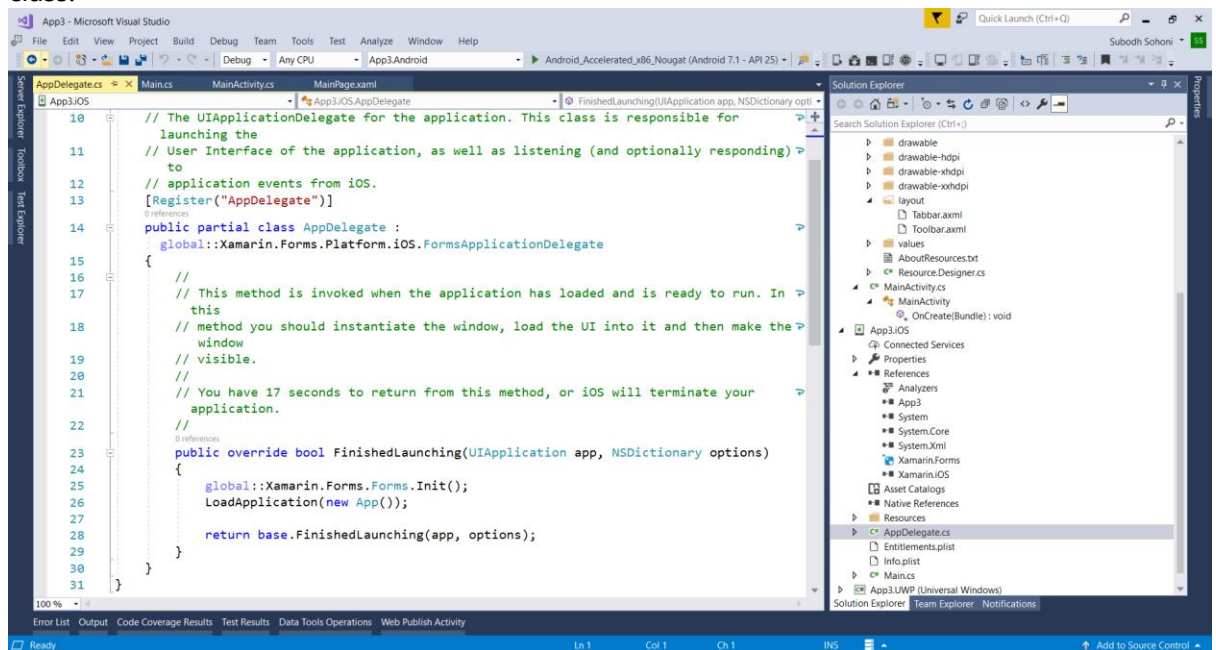 class.
App3 - Microsoft Visual Studio
Quick Launch (Ctrl+Q)
File Edit View Project Build Debug Team Tools Test Analyze Window Help
Subodh Sohoni
SS
Debug Any CPU App3.Android Android_Accelerated_x86_Nougat (Android 7.1 - API 25)
Server Explorer
Toolbox
Test Explorer
AppDelegate.cs Main.cs MainActivity.cs MainPage.xaml
App3.iOS App3.iOS.AppDelegate FinishedLaunching(UIApplication app, NSDictionary opti
10 // The UIApplicationDelegate for the application. This class is responsible for
launching the
11 // User Interface of the application, as well as listening (and optionally responding)
to
12 // application events from iOS.
13 [Register("AppDelegate")]
0 references
14 public partial class AppDelegate :
global::Xamarin.Forms.Platform.iOS.FormsApplicationDelegate
15 {
16 //
17 // This method is invoked when the application has loaded and is ready to run. In
this
18 // method you should instantiate the window, load the UI into it and then make the
window
19 // visible.
20 //
21 // You have 17 seconds to return from this method, or iOS will terminate your
application.
22 //
0 references
23 public override bool FinishedLaunching(UIApplication app, NSDictionary options)
24 {
25 global::Xamarin.Forms.Forms.Init();
26 LoadApplication(new App());
27
28 return base.FinishedLaunching(app, options);
29 }
30 }
31 }
100 %
Solution Explorer
Search Solution Explorer (Ctrl+;)
drawable
drawable-hdpi
drawable-xhdpi
drawable-xxhdpi
layout
Tabbar.axml
Toolbar.axml
values
AboutResources.txt
C# Resource.Designer.cs
C# MainActivity.cs
MainActivity
OnCreate(Bundle) : void
App3.iOS
Connected Services
Properties
References
Analyzers
App3
System
System.Core
System.Xml
Xamarin.Forms
Xamarin.iOS
Asset Catalogs
Native References
Resources
C# AppDelegate.cs
Entitlements.plist
Info.plist
C# Main.cs
App3.UWP (Universal Windows)
Solution Explorer Team Explorer Notifications
Properties
Error List Output Code Coverage Results Test Results Data Tools Operations Web Publish Activity
Ready Ln 1 Col 1 Ch 1 INS Add to Source Control